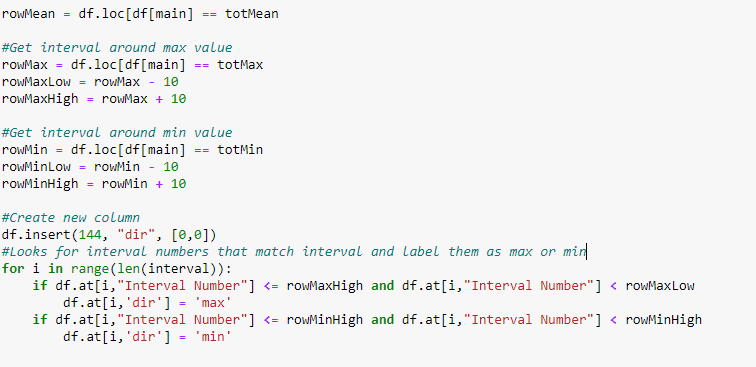 rowMean = df.loc[df[main] == totMean
#Get interval around max value
rowMax = df.loc[df[main] == totMax
rowMaxLow = rowMax - 10
rowMaxHigh = rowMax + 10
#Get interval around min value
rowMin = df.loc[df[main] == totMin
rowMinLow = rowMin - 10
rowMinHigh = rowMin + 10
#Create new column
df.insert(144, "dir", [0,0])
#Looks for interval numbers that match interval and label them as max or min
for i in range(len(interval)):
    if df.at[i,"Interval Number"] <= rowMaxHigh and df.at[i,"Interval Number"] < rowMaxLow
        df.at[i,'dir'] = 'max'
    if df.at[i,"Interval Number"] <= rowMinHigh and df.at[i,"Interval Number"] < rowMinHigh
        df.at[i,'dir'] = 'min'